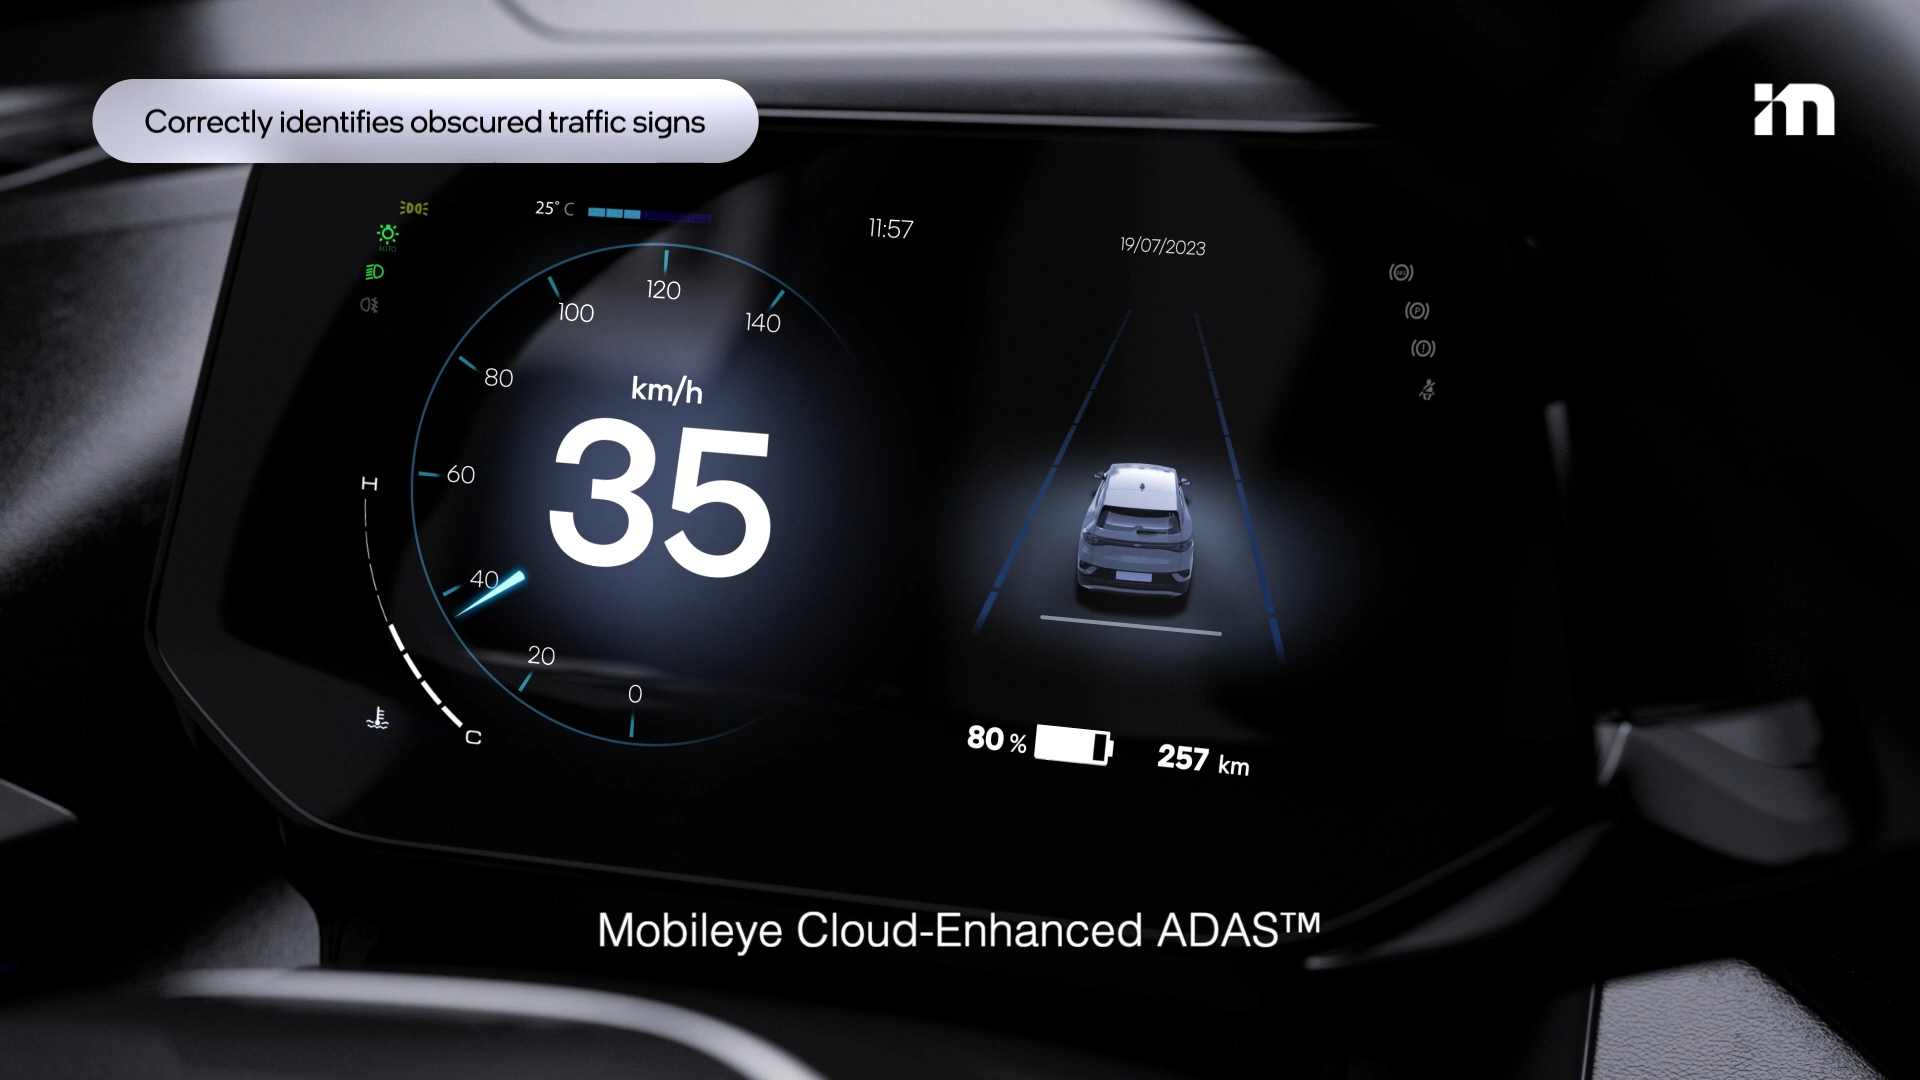 Correctly identifies obscured traffic signs
25° C
11:57
19/07/2023
AUTO
120
100
140
80
km/h
35
60
H
40
20
0
C
80 %
257 km
Mobileye Cloud-Enhanced ADAS™